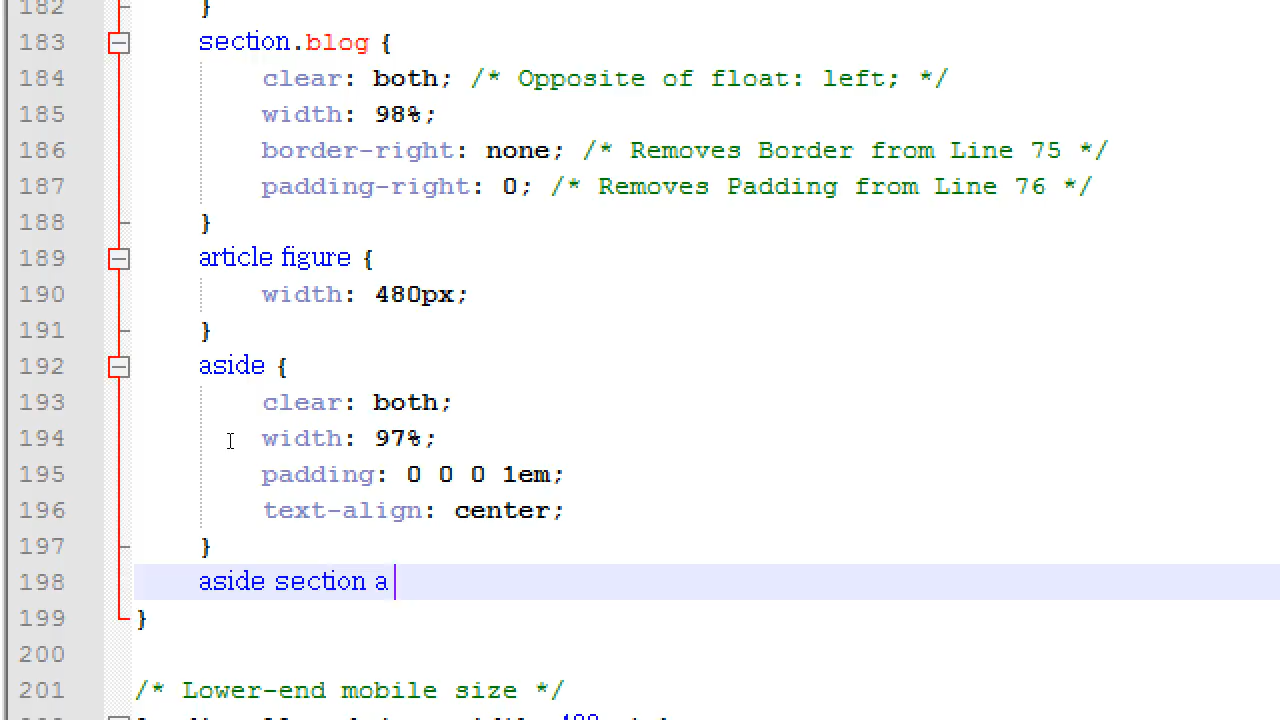 182 }
183 section.blog {
184 clear: both; /* Opposite of float: left; */
185 width: 98%;
186 border-right: none; /* Removes Border from Line 75 */
187 padding-right: 0; /* Removes Padding from Line 76 */
188 }
189 article figure {
190 width: 480px;
191 }
192 aside {
193 clear: both;
194 width: 97%;
195 padding: 0 0 0 1em;
196 text-align: center;
197 }
198 aside section a
199 }
200
201 /* Lower-end mobile size */